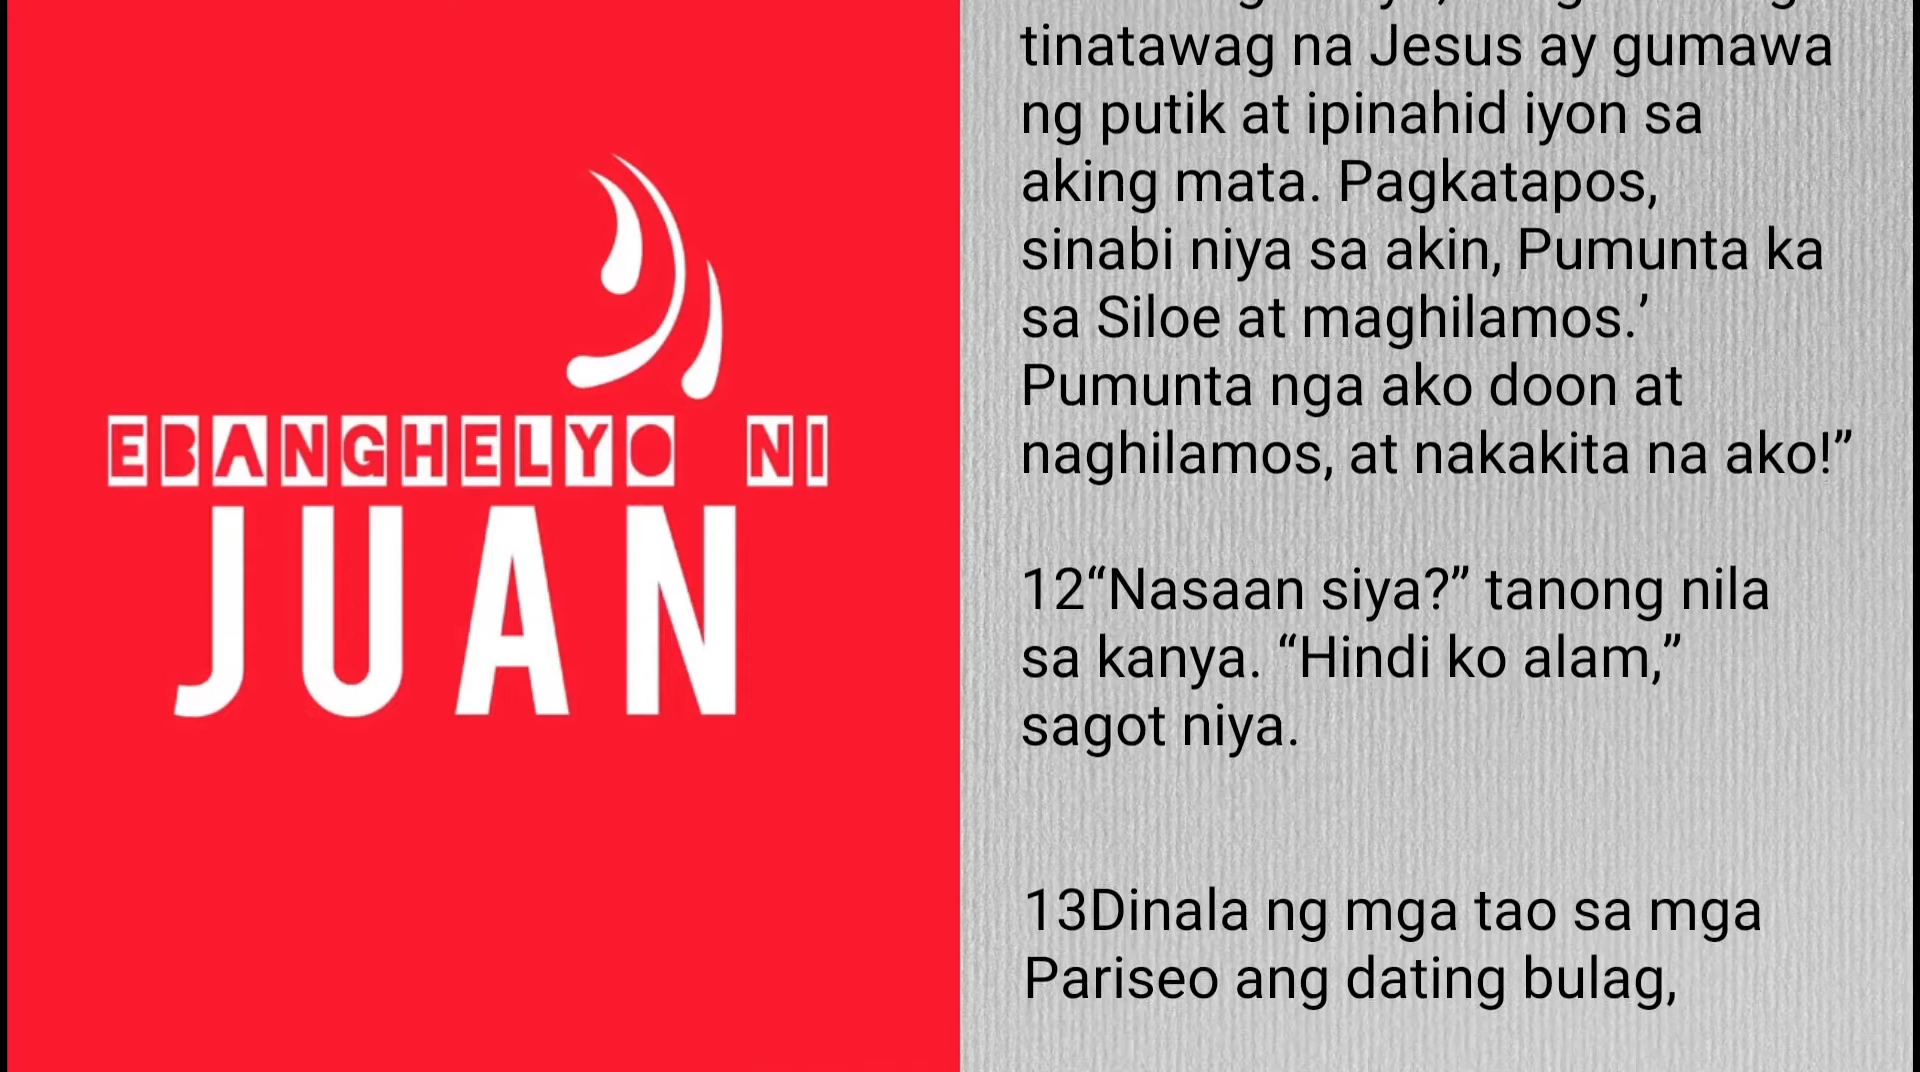 EBANGHELYO NI
JUAN
tinatawag na Jesus ay gumawa
ng putik at ipinahid iyon sa
aking mata. Pagkatapos,
sinabi niya sa akin, Pumunta ka
sa Siloe at maghilamos.’
Pumunta nga ako doon at
naghilamos, at nakakita na ako!”
12“Nasaan siya?” tanong nila
sa kanya. “Hindi ko alam,”
sagot niya.
13Dinala ng mga tao sa mga
Pariseo ang dating bulag,